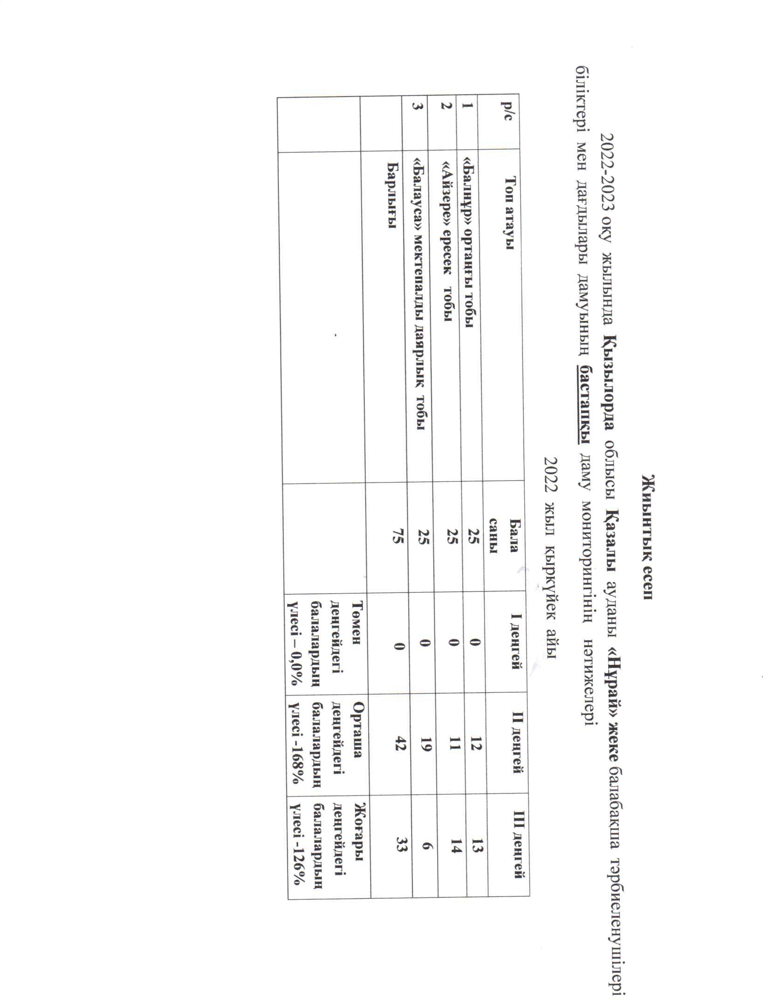 Жиынтық есеп
2022-2023 оқу жылында Қызылорда облысы Қазалы ауданы «Нұрай» жеке балабақша тәрбиеленушілері
біліктері мен дағдылары дамуының бастапқы даму мониторингінің нәтижелері
2022 жыл қыркүйек айы
р/с Топ атауы Бала саны I деңгей II деңгей III деңгей
1 «Балнұр» ортаңғы тобы 25 0 12 13
2 «Айзере» ересек тобы 25 0 11 14
3 «Балауса» мектепалды даярлық тобы 25 0 19 6
Барлығы 75 0 42 33
Төмен деңгейдегі балалардың үлесі – 0,0% Орташа деңгейдегі балалардың үлесі -168% Жоғары деңгейдегі балалардың үлесі -126%